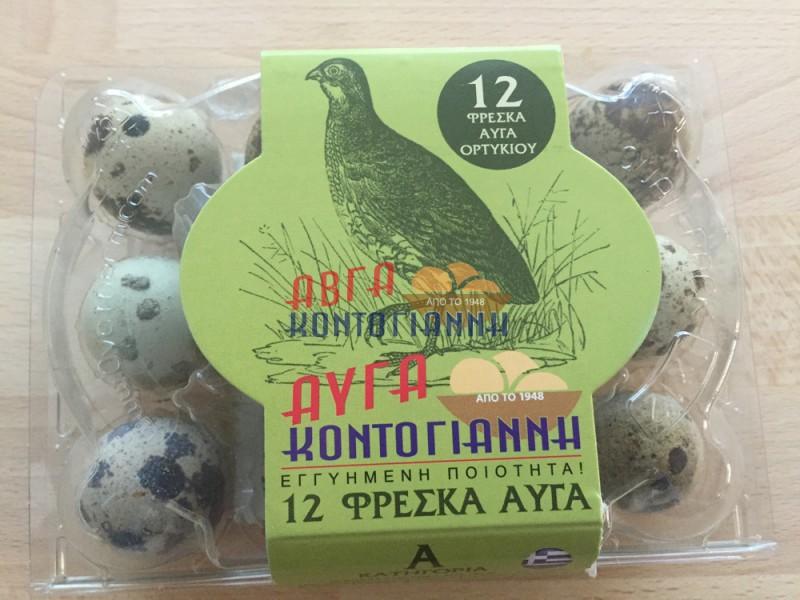 12
ΦΡΕΣΚΑ
ΑΥΓΑ
ΟΡΤΥΚΙΟΥ
ΑΒΓΑ
ΑΠΟ ΤΟ 1948
ΚΟΝΤΟΓΙΑΝΝΗ
ΑΥΓΑ
ΑΠΟ ΤΟ 1948
ΚΟΝΤΟΓΙΑΝΝΗ
ΕΓΓΥΗΜΕΝΗ ΠΟΙΟΤΗΤΑ!
12 ΦΡΕΣΚΑ ΑΥΓΑ
Α
ΚΑΤΗΓΟΡΙΑ